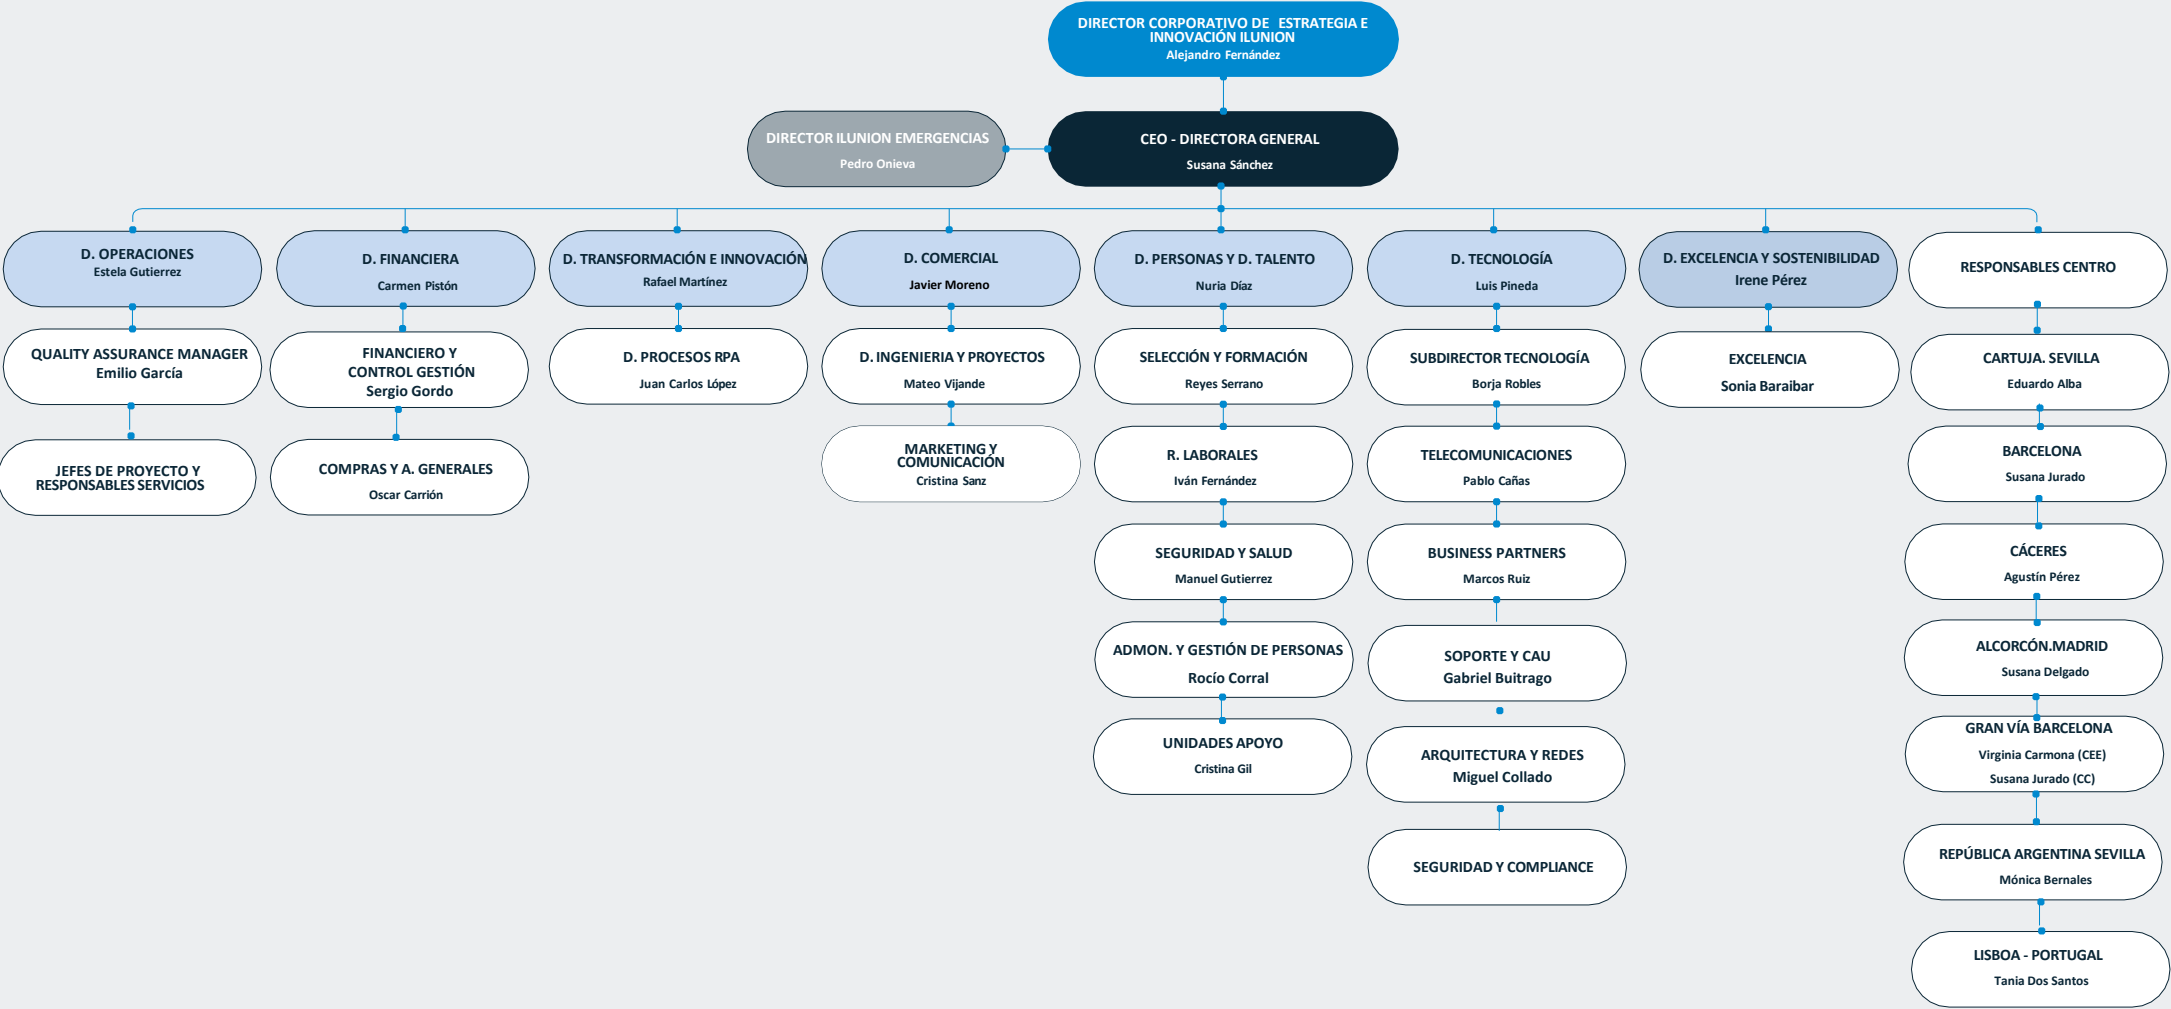 DIRECTOR CORPORATIVO DE ESTRATEGIA E
INNOVACIÓN ILUNION
Alejandro Fernández
DIRECTOR ILUNION EMERGENCIAS
Pedro Onieva
CEO - DIRECTORA GENERAL
Susana Sánchez
D. OPERACIONES
Estela Gutierrez
QUALITY ASSURANCE MANAGER
Emilio García
JEFES DE PROYECTO Y
RESPONSABLES SERVICIOS
D. FINANCIERA
Carmen Pistón
FINANCIERO Y
CONTROL GESTIÓN
Sergio Gordo
COMPRAS Y A. GENERALES
Oscar Carrión
D. TRANSFORMACIÓN E INNOVACIÓN
Rafael Martínez
D. PROCESOS RPA
Juan Carlos López
D. COMERCIAL
Javier Moreno
D. INGENIERIA Y PROYECTOS
Mateo Vijande
MARKETING Y
COMUNICACIÓN
Cristina Sanz
D. PERSONAS Y D. TALENTO
Nuria Díaz
SELECCIÓN Y FORMACIÓN
Reyes Serrano
R. LABORALES
Iván Fernández
SEGURIDAD Y SALUD
Manuel Gutierrez
ADMON. Y GESTIÓN DE PERSONAS
Rocío Corral
UNIDADES APOYO
Cristina Gil
D. TECNOLOGÍA
Luis Pineda
SUBDIRECTOR TECNOLOGÍA
Borja Robles
TELECOMUNICACIONES
Pablo Cañas
BUSINESS PARTNERS
Marcos Ruiz
SOPORTE Y CAU
Gabriel Buitrago
ARQUITECTURA Y REDES
Miguel Collado
SEGURIDAD Y COMPLIANCE
D. EXCELENCIA Y SOSTENIBILIDAD
Irene Pérez
EXCELENCIA
Sonia Baraibar
RESPONSABLES CENTRO
CARTUJA. SEVILLA
Eduardo Alba
BARCELONA
Susana Jurado
CÁCERES
Agustín Pérez
ALCORCÓN.MADRID
Susana Delgado
GRAN VÍA BARCELONA
Virginia Carmona (CEE)
Susana Jurado (CC)
REPÚBLICA ARGENTINA SEVILLA
Mónica Bernales
LISBOA - PORTUGAL
Tania Dos Santos